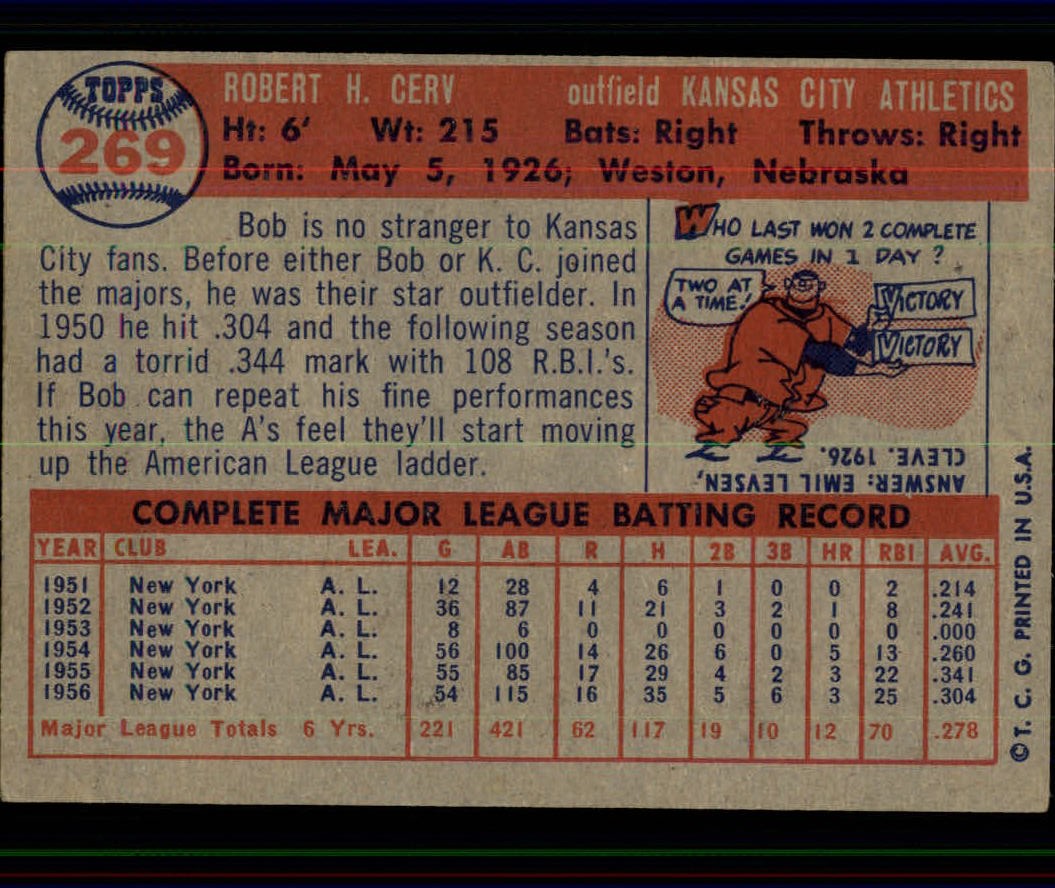 TOPPS
269
ROBERT H. CERV outfield KANSAS CITY ATHLETICS
Ht: 6' Wt: 215 Bats: Right Throws: Right
Born: May 5, 1926; Weston, Nebraska
Bob is no stranger to Kansas
City fans. Before either Bob or K. C. joined
the majors, he was their star outfielder. In
1950 he hit .304 and the following season
had a torrid .344 mark with 108 R.B.I.'s.
If Bob can repeat his fine performances
this year, the A's feel they'll start moving
up the American League ladder.
WHO LAST WON 2 COMPLETE
GAMES IN 1 DAY ?
TWO AT
A TIME!
VICTORY
VICTORY
ANSWER: EMIL LEVSEN,
CLEVE. 1926.
COMPLETE MAJOR LEAGUE BATTING RECORD
YEAR CLUB LEA. G AB R H 2B 3B HR RBI AVG.
1951 New York A. L. 12 28 4 6 1 0 0 2 .214
1952 New York A. L. 36 87 11 21 3 2 1 8 .241
1953 New York A. L. 8 6 0 0 0 0 0 0 .000
1954 New York A. L. 56 100 14 26 6 0 5 13 .260
1955 New York A. L. 55 85 17 29 4 2 3 22 .341
1956 New York A. L. 54 115 16 35 5 6 3 25 .304
Major League Totals 6 Yrs. 221 421 62 117 19 10 12 70 .278
© T. C. G. PRINTED IN U.S.A.